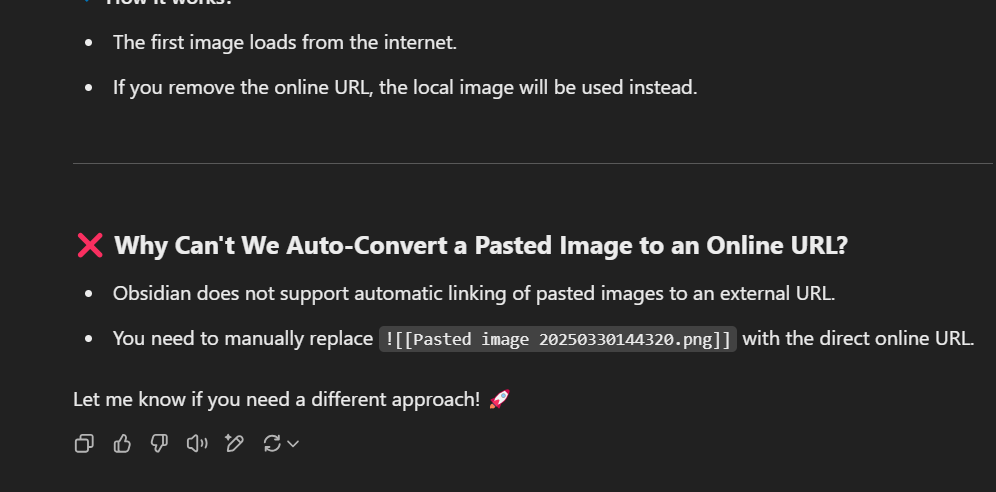 How it works?
The first image loads from the internet.
If you remove the online URL, the local image will be used instead.
Why Can't We Auto-Convert a Pasted Image to an Online URL?
Obsidian does not support automatic linking of pasted images to an external URL.
You need to manually replace ![[Pasted image 20250330144320.png]] with the direct online URL.
Let me know if you need a different approach! 🚀